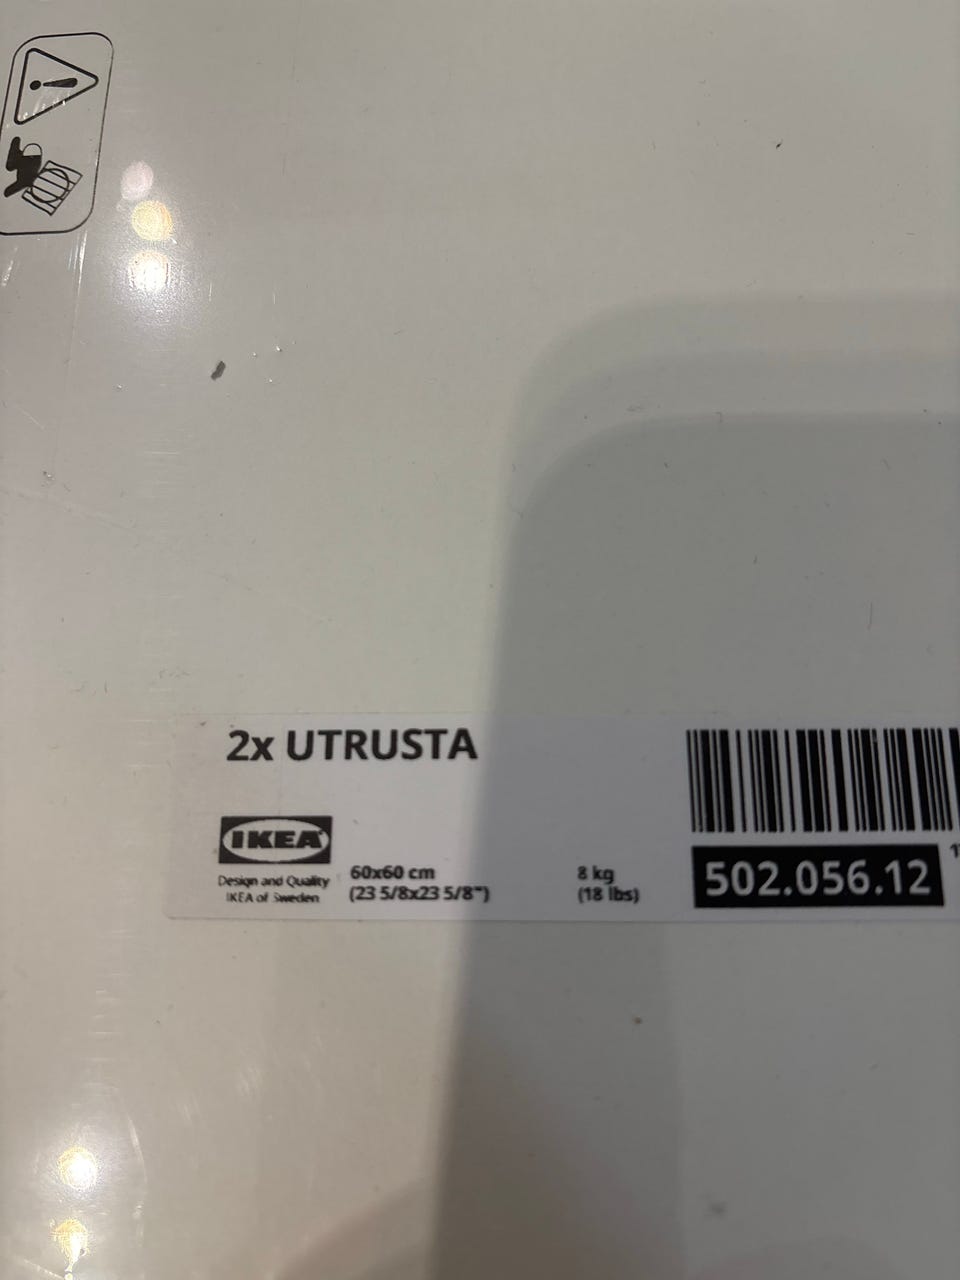 2x UTRUSTA
IKEA
Design and Quality
IKEA of Sweden
60x60 cm
(23 5/8x23 5/8")
8 kg
(18 lbs)
502.056.12